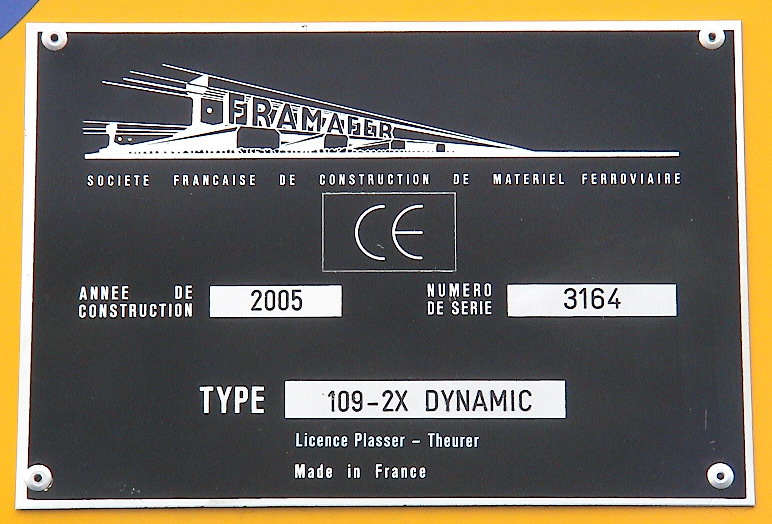 FRAMAFER
SOCIETE FRANCAISE DE CONSTRUCTION DE MATERIEL FERROVIAIRE
CE
ANNEE DE CONSTRUCTION 2005
NUMERO DE SERIE 3164
TYPE 109-2X DYNAMIC
Licence Plasser - Theurer
Made in France